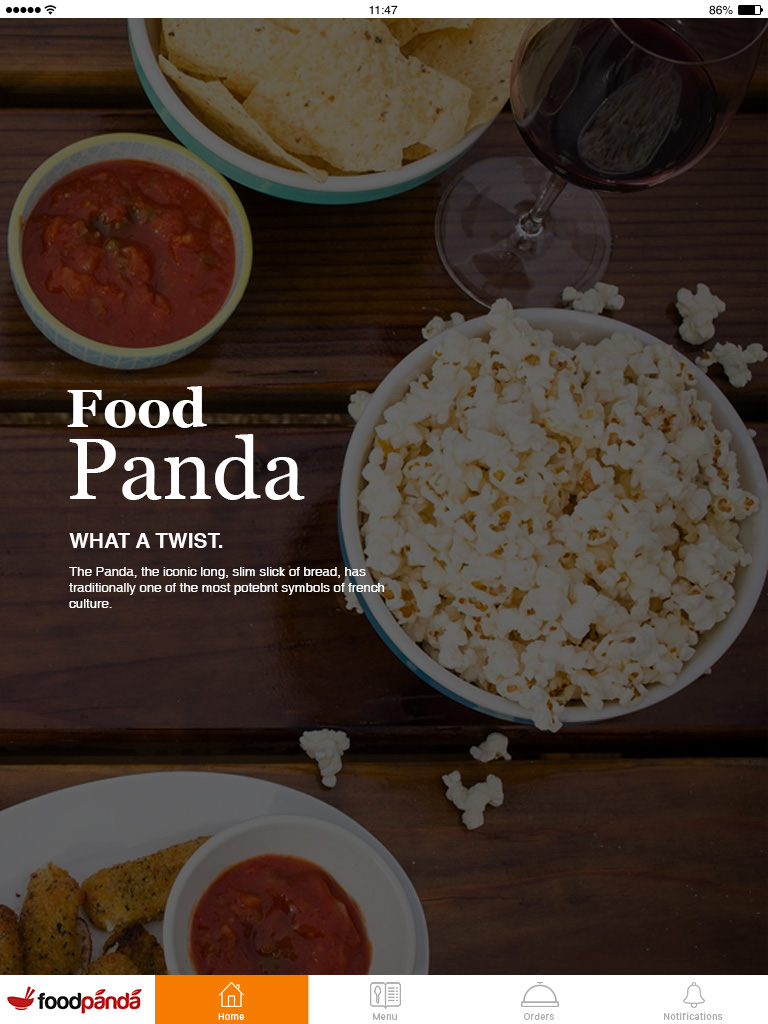 11:47
86%
Food
Panda
WHAT A TWIST.
The Panda, the iconic long, slim slick of bread, has
traditionally one of the most potebnt symbols of french
culture.
foodpanda
Home
Menu
Orders
Notifications